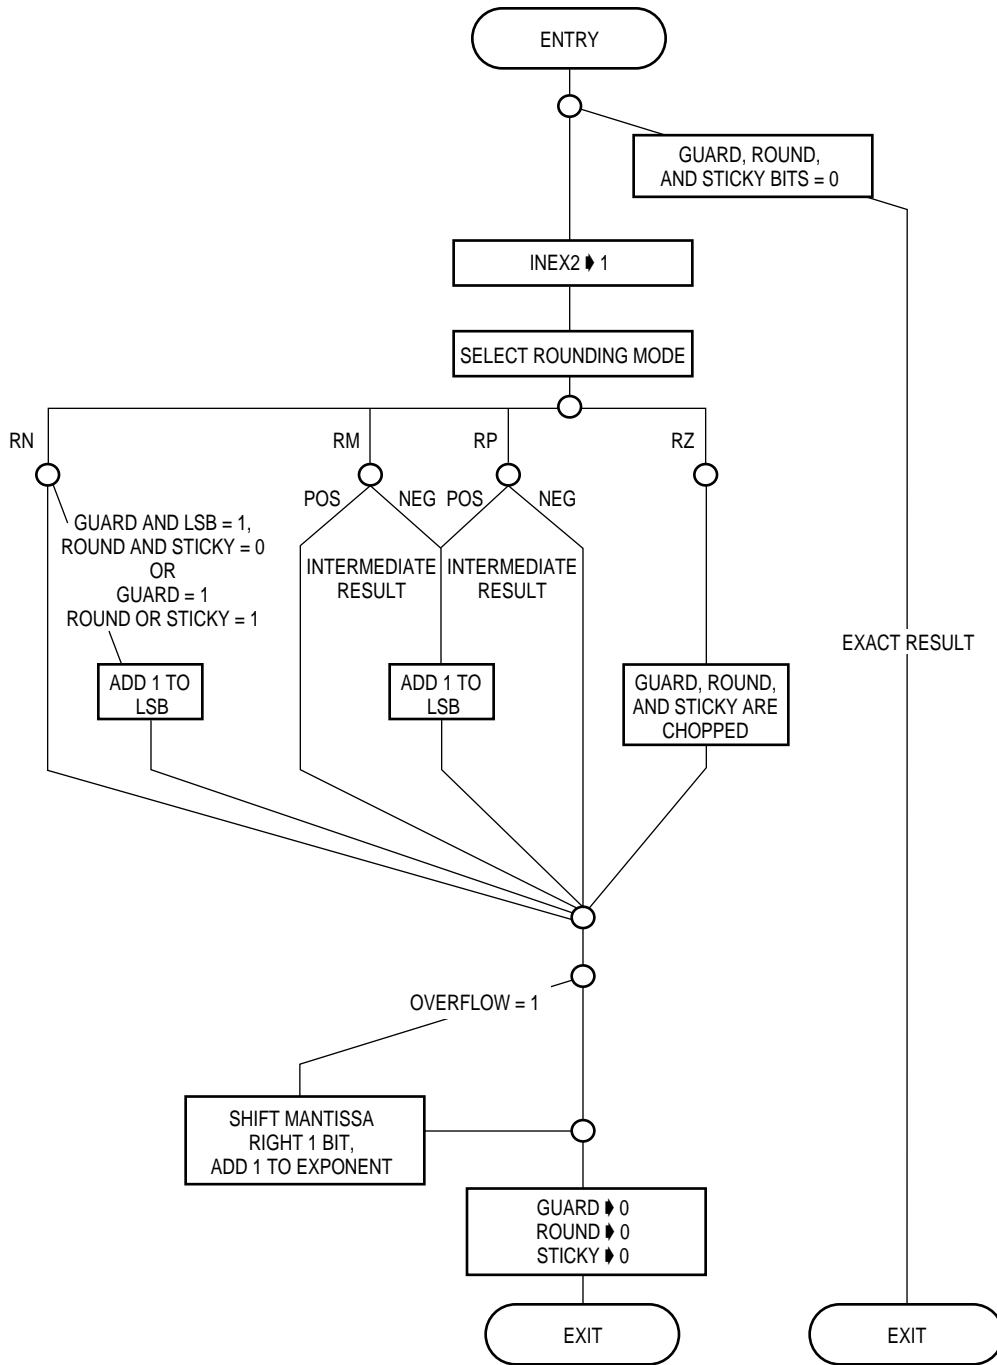 ENTRY
GUARD, ROUND,
AND STICKY BITS = 0
INEX2 ➧ 1
SELECT ROUNDING MODE
RN
RM
RP
RZ
POS
NEG
POS
NEG
GUARD AND LSB = 1,
ROUND AND STICKY = 0
OR
GUARD = 1
ROUND OR STICKY = 1
INTERMEDIATE
RESULT
INTERMEDIATE
RESULT
EXACT RESULT
ADD 1 TO
LSB
ADD 1 TO
LSB
GUARD, ROUND,
AND STICKY ARE
CHOPPED
OVERFLOW = 1
SHIFT MANTISSA
RIGHT 1 BIT,
ADD 1 TO EXPONENT
GUARD ➧ 0
ROUND ➧ 0
STICKY ➧ 0
EXIT
EXIT